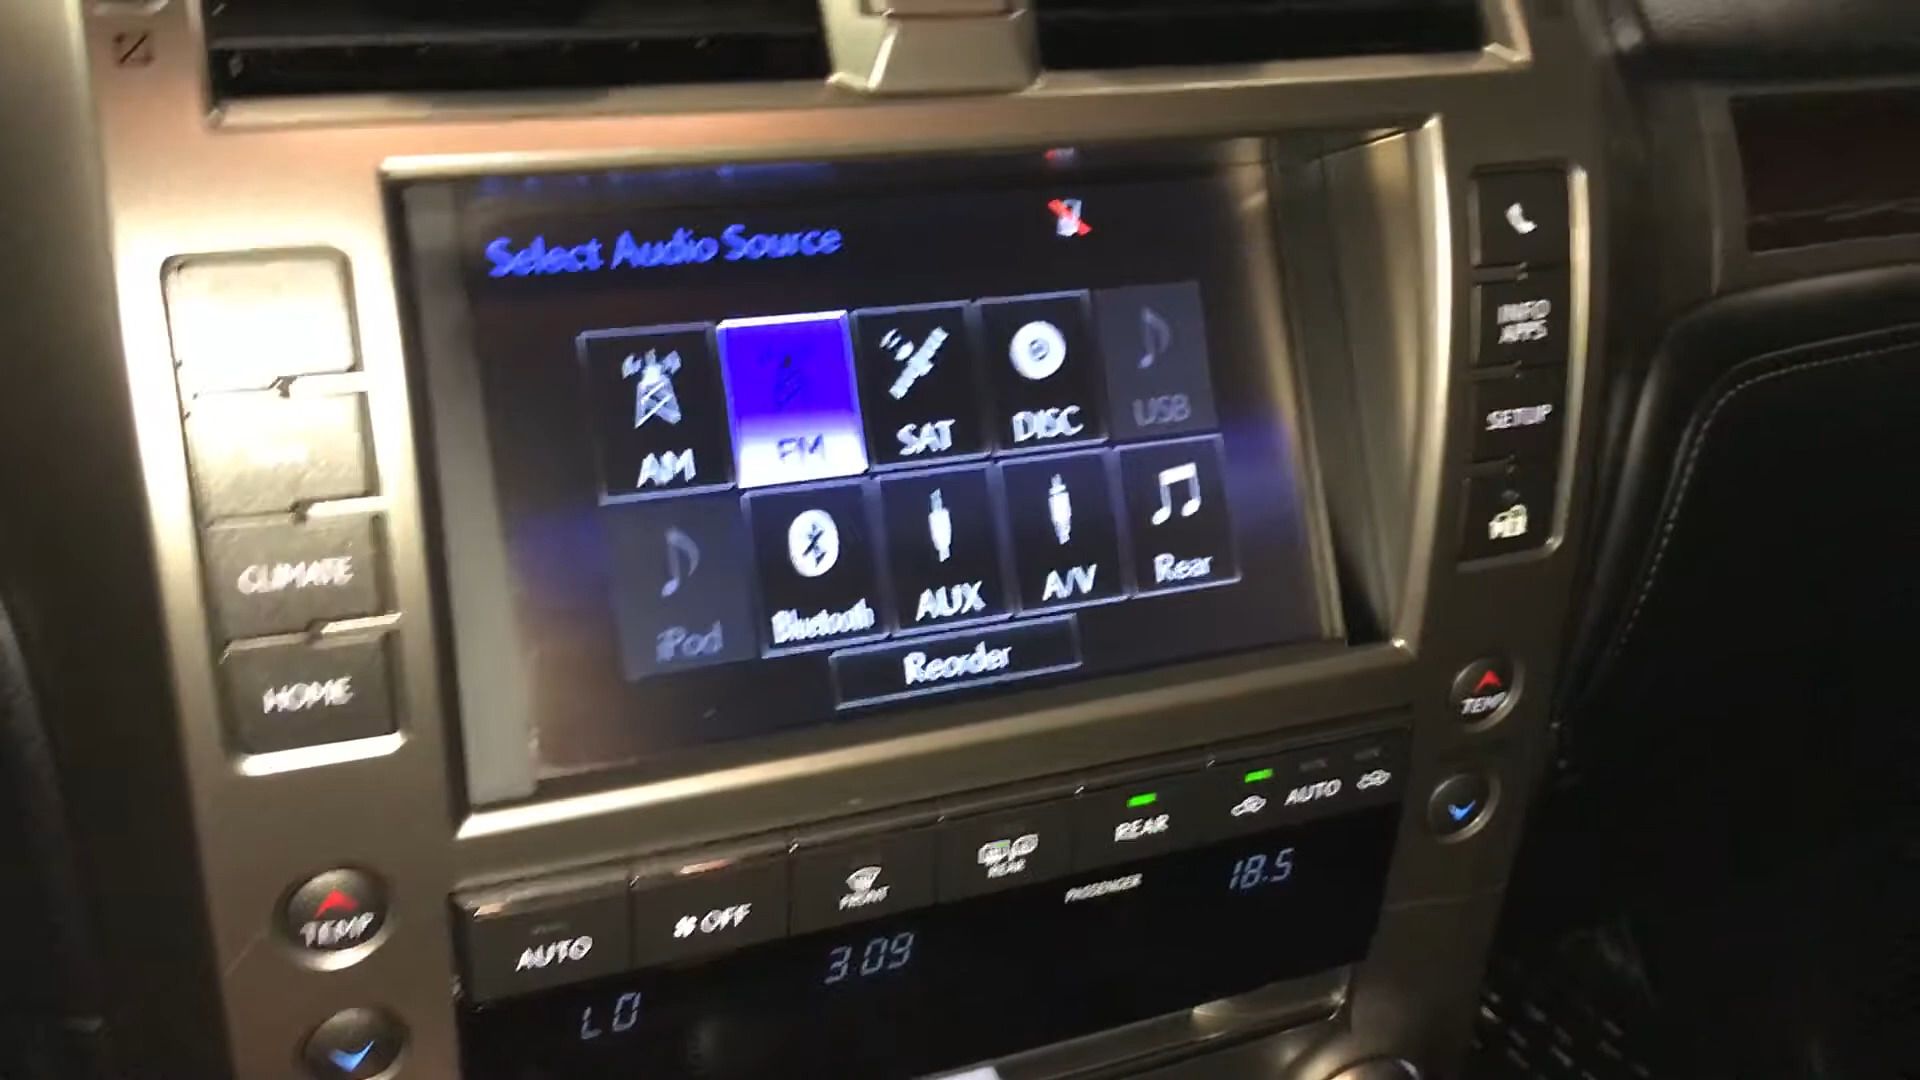 Select Audio Source
AM
FM
SAT
DISC
USB
iPod
Bluetooth
AUX
A/V
Rear
Reorder
CLIMATE
HOME
INFO
APPS
SETUP
TEMP
TEMP
AUTO
OFF
FRONT
REAR
REAR
AUTO
PASSENGER
18.5
3:09
LO